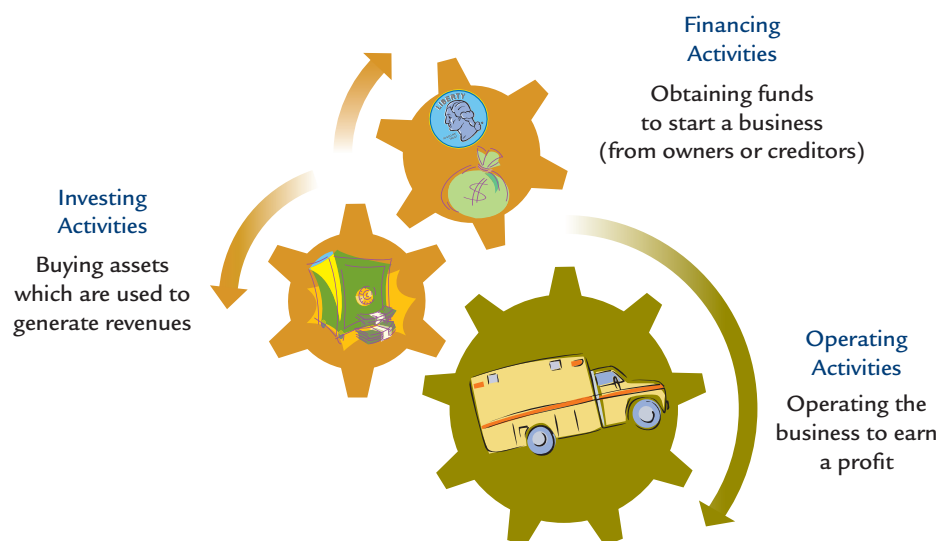 Financing
Activities
Obtaining funds
to start a business
(from owners or creditors)
LIBERTY
$
Investing
Activities
Buying assets
which are used to
generate revenues
Operating
Activities
Operating the
business to earn
a profit